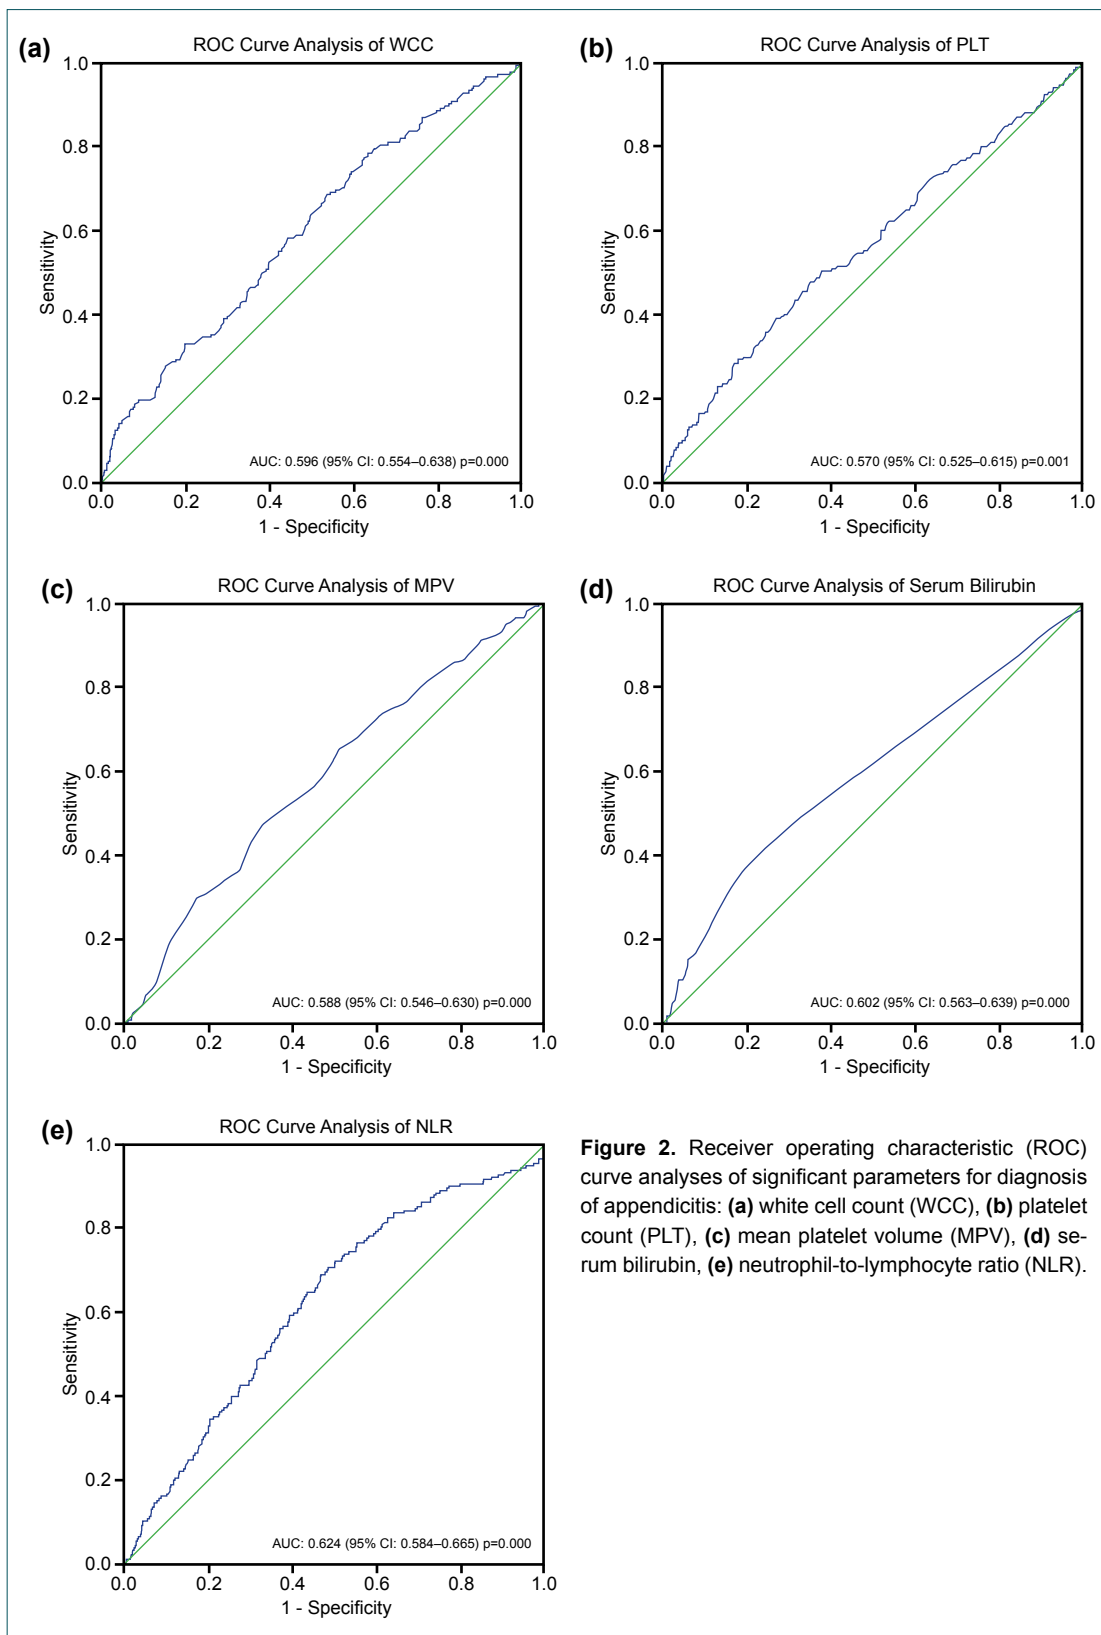 (a)
ROC Curve Analysis of WCC
1.0
0.8
0.6
0.4
0.2
0.0
Sensitivity
AUC: 0.596 (95% CI: 0.554–0.638) p=0.000
0.0 0.2 0.4 0.6 0.8 1.0
1 - Specificity
(b)
ROC Curve Analysis of PLT
1.0
0.8
0.6
0.4
0.2
0.0
Sensitivity
AUC: 0.570 (95% CI: 0.525–0.615) p=0.001
0.0 0.2 0.4 0.6 0.8 1.0
1 - Specificity
(c)
ROC Curve Analysis of MPV
1.0
0.8
0.6
0.4
0.2
0.0
Sensitivity
AUC: 0.588 (95% CI: 0.546–0.630) p=0.000
0.0 0.2 0.4 0.6 0.8 1.0
1 - Specificity
(d)
ROC Curve Analysis of Serum Bilirubin
1.0
0.8
0.6
0.4
0.2
0.0
Sensitivity
AUC: 0.602 (95% CI: 0.563–0.639) p=0.000
0.0 0.2 0.4 0.6 0.8 1.0
1 - Specificity
(e)
ROC Curve Analysis of NLR
1.0
0.8
0.6
0.4
0.2
0.0
Sensitivity
AUC: 0.624 (95% CI: 0.584–0.665) p=0.000
0.0 0.2 0.4 0.6 0.8 1.0
1 - Specificity
Figure 2. Receiver operating characteristic (ROC)
curve analyses of significant parameters for diagnosis
of appendicitis: (a) white cell count (WCC), (b) platelet
count (PLT), (c) mean platelet volume (MPV), (d) se-
rum bilirubin, (e) neutrophil-to-lymphocyte ratio (NLR).